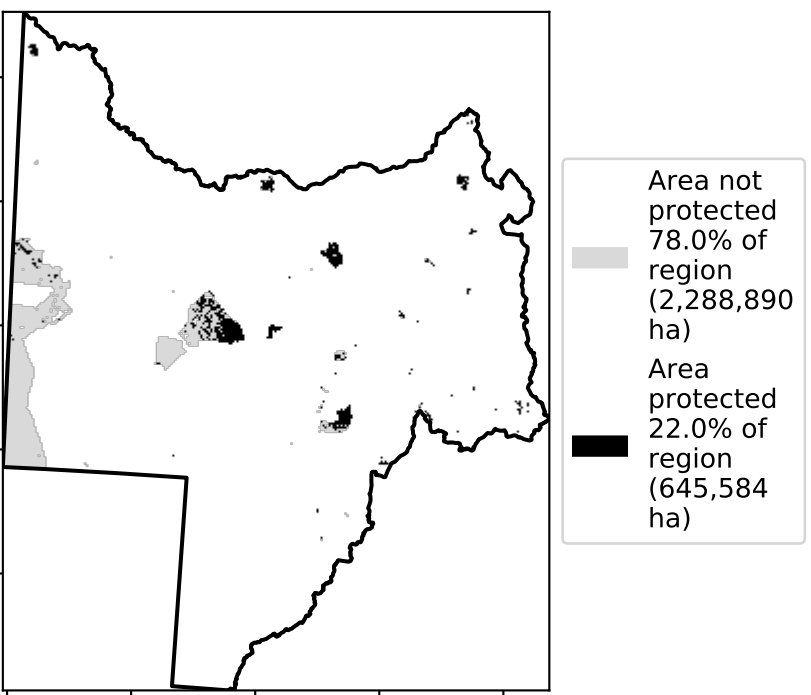 Area not
protected
78.0% of
region
(2,288,890
ha)
Area
protected
22.0% of
region
(645,584
ha)